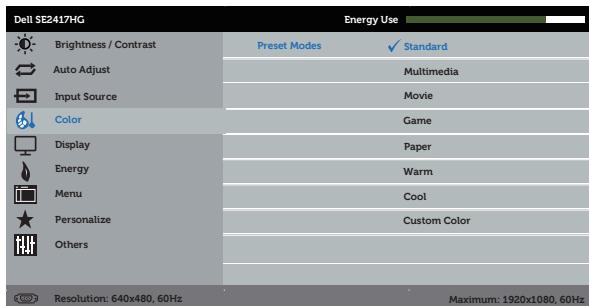 Dell SE2417HG Energy Use
Brightness / Contrast Preset Modes Standard
Auto Adjust Multimedia
Input Source Movie
Color Game
Display Paper
Energy Warm
Menu Cool
Personalize Custom Color
Others
Resolution: 640x480, 60Hz Maximum: 1920x1080, 60Hz